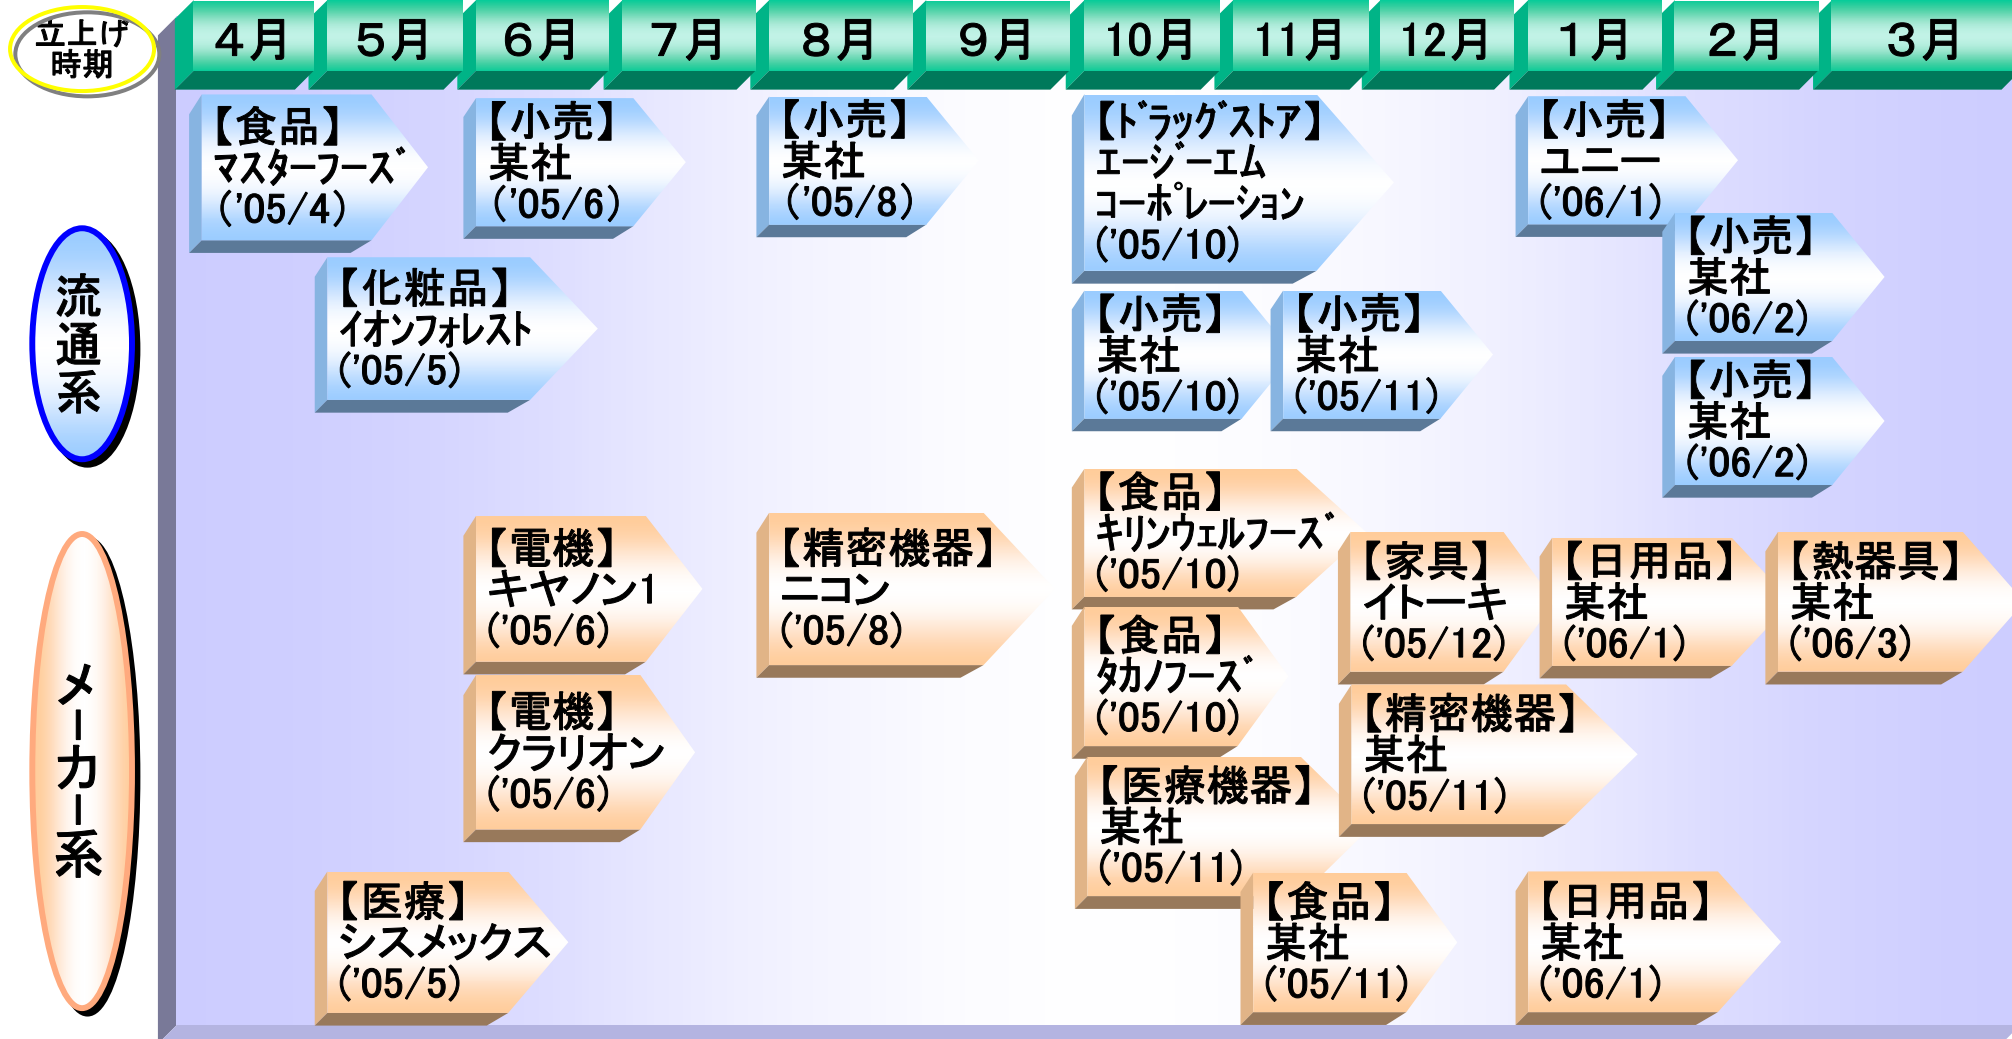 立上げ
時期
4月
5月
6月
7月
8月
9月
10月
11月
12月
1月
2月
3月
流通系
【食品】
マスターフーズ
('05/4)
【小売】
某社
('05/6)
【小売】
某社
('05/8)
【ドラッグストア】
エージーエム
コーポレーション
('05/10)
【小売】
ユニー
('06/1)
【小売】
某社
('06/2)
【化粧品】
イオンフォレスト
('05/5)
【小売】
某社
('05/10)
【小売】
某社
('05/11)
【小売】
某社
('06/2)
メーカー系
【電機】
キヤノン1
('05/6)
【精密機器】
ニコン
('05/8)
【食品】
キリンウェルフーズ
('05/10)
【家具】
イトーキ
('05/12)
【日用品】
某社
('06/1)
【熱器具】
某社
('06/3)
【電機】
クラリオン
('05/6)
【食品】
タカノフーズ
('05/10)
【精密機器】
某社
('05/11)
【医療機器】
某社
('05/11)
【医療】
シスメックス
('05/5)
【食品】
某社
('05/11)
【日用品】
某社
('06/1)